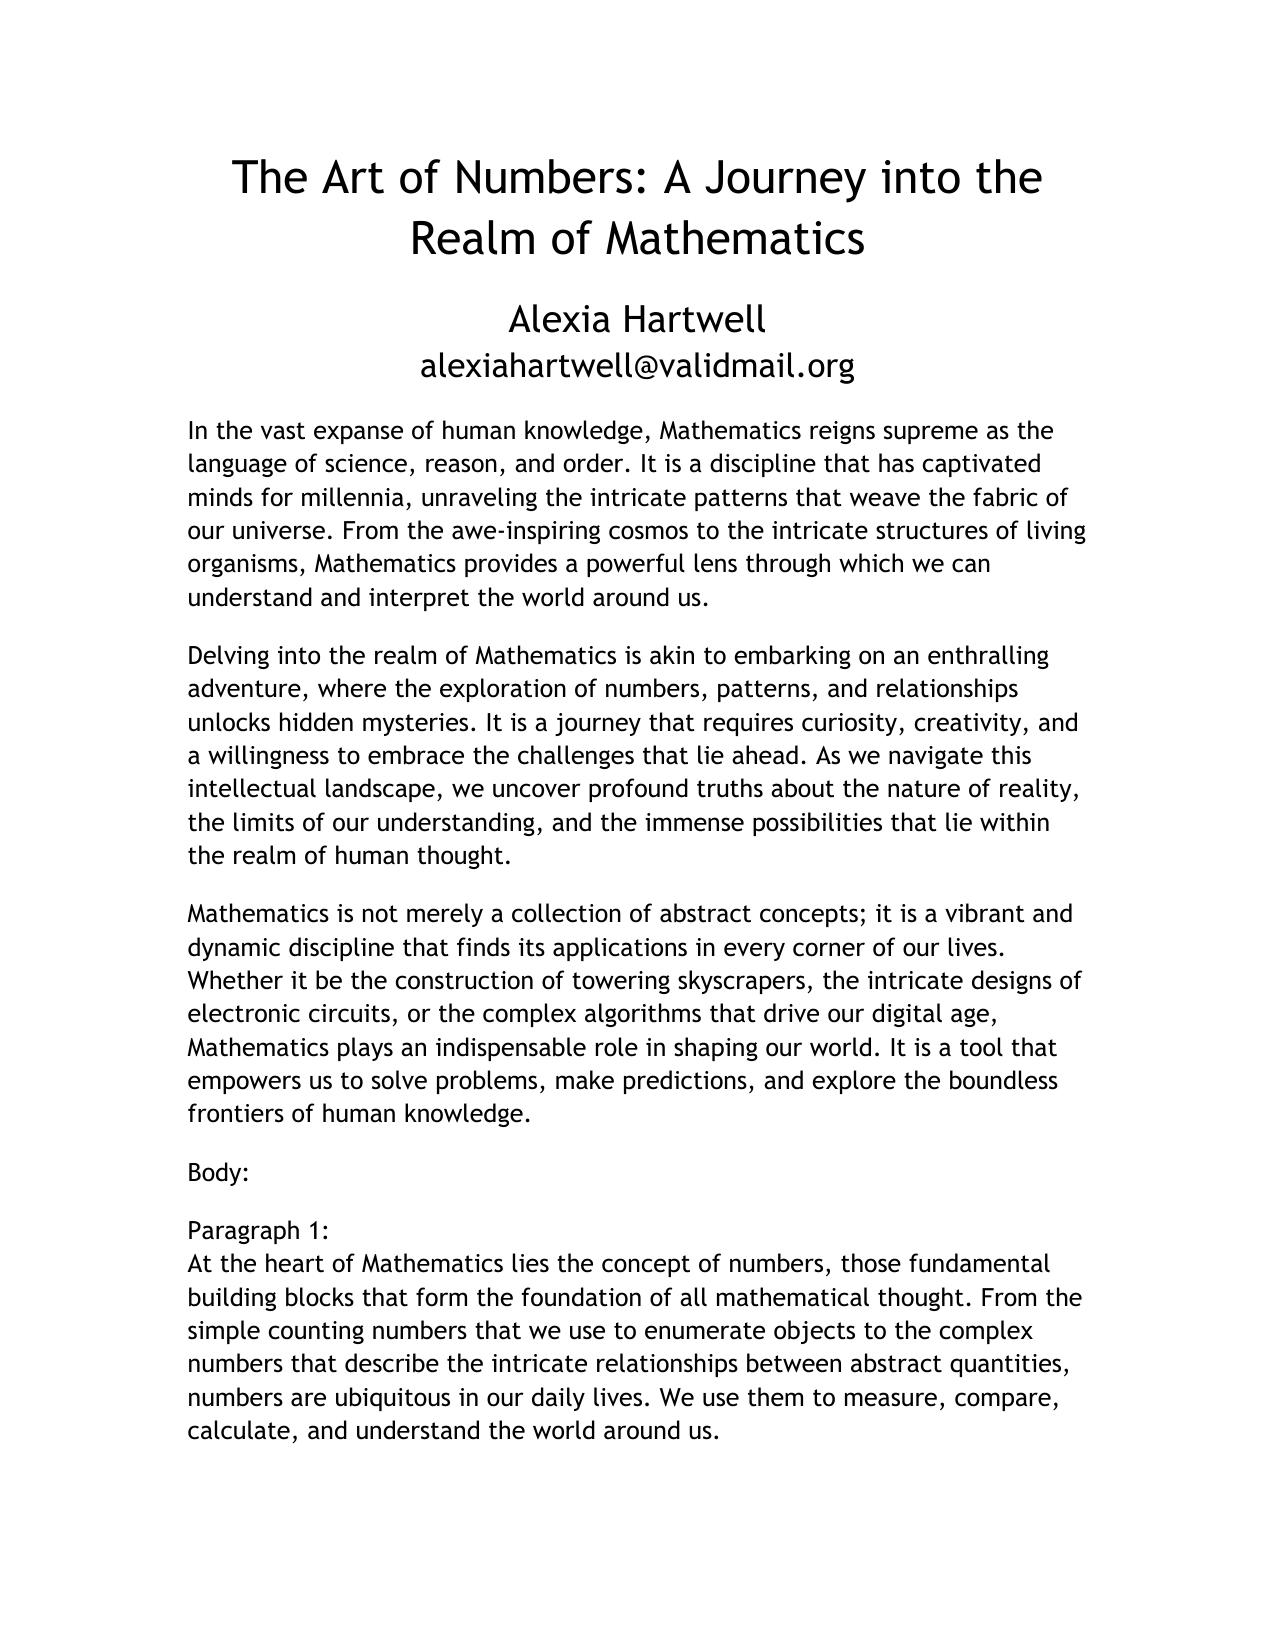 The Art of Numbers: A Journey into the
Realm of Mathematics
Alexia Hartwell
alexiahartwell@validmail.org
In the vast expanse of human knowledge, Mathematics reigns supreme as the
language of science, reason, and order. It is a discipline that has captivated
minds for millennia, unraveling the intricate patterns that weave the fabric of
our universe. From the awe-inspiring cosmos to the intricate structures of living
organisms, Mathematics provides a powerful lens through which we can
understand and interpret the world around us.
Delving into the realm of Mathematics is akin to embarking on an enthralling
adventure, where the exploration of numbers, patterns, and relationships
unlocks hidden mysteries. It is a journey that requires curiosity, creativity, and
a willingness to embrace the challenges that lie ahead. As we navigate this
intellectual landscape, we uncover profound truths about the nature of reality,
the limits of our understanding, and the immense possibilities that lie within
the realm of human thought.
Mathematics is not merely a collection of abstract concepts; it is a vibrant and
dynamic discipline that finds its applications in every corner of our lives.
Whether it be the construction of towering skyscrapers, the intricate designs of
electronic circuits, or the complex algorithms that drive our digital age,
Mathematics plays an indispensable role in shaping our world. It is a tool that
empowers us to solve problems, make predictions, and explore the boundless
frontiers of human knowledge.
Body:
Paragraph 1:
At the heart of Mathematics lies the concept of numbers, those fundamental
building blocks that form the foundation of all mathematical thought. From the
simple counting numbers that we use to enumerate objects to the complex
numbers that describe the intricate relationships between abstract quantities,
numbers are ubiquitous in our daily lives. We use them to measure, compare,
calculate, and understand the world around us.